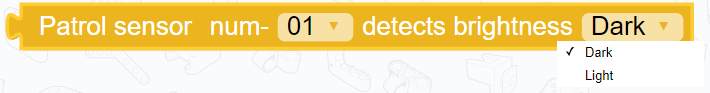 Patrol sensor num- 01 detects brightness Dark
✓ Dark
Light